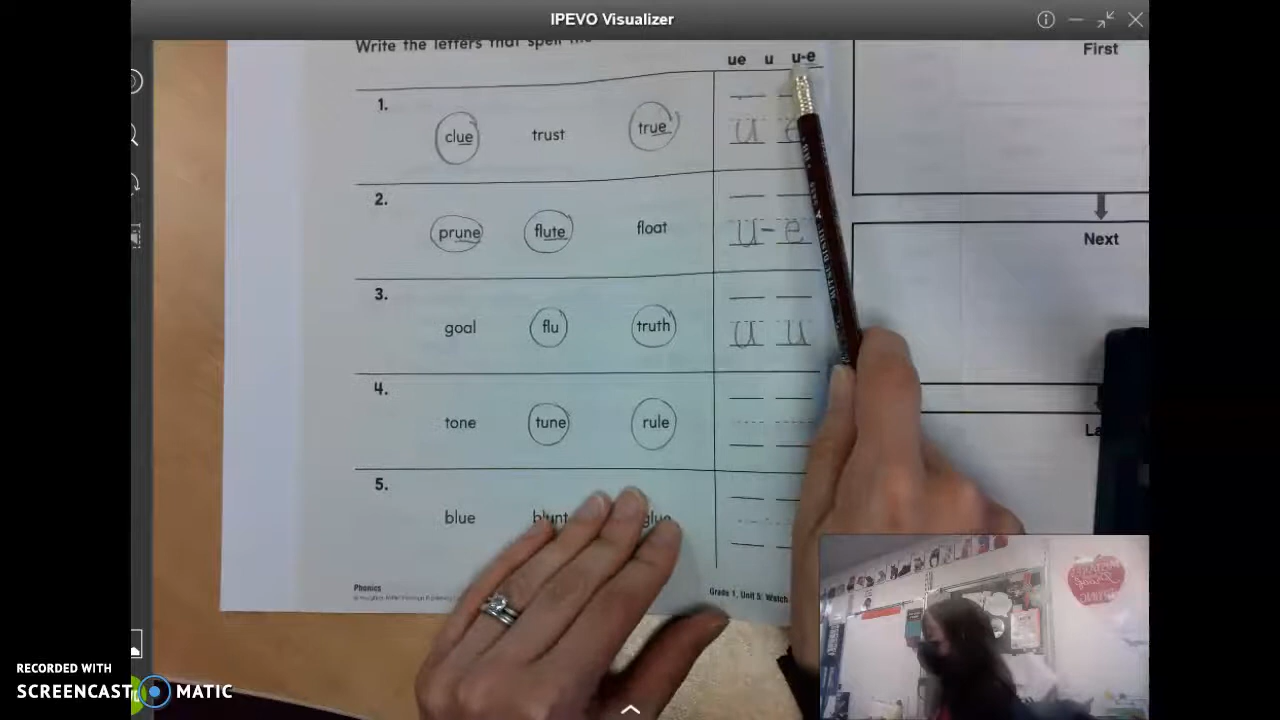 IPEVO Visualizer
Write the letters that spell
ue u u-e
1.
clue trust true
u e
2.
prune flute float
u-e
3.
goal flu truth
u u
4.
tone tune rule
5.
blue blunt glue
Phonics
Grade 1, Unit 5: Watch
First
Next
RECORDED WITH
SCREENCAST MATIC